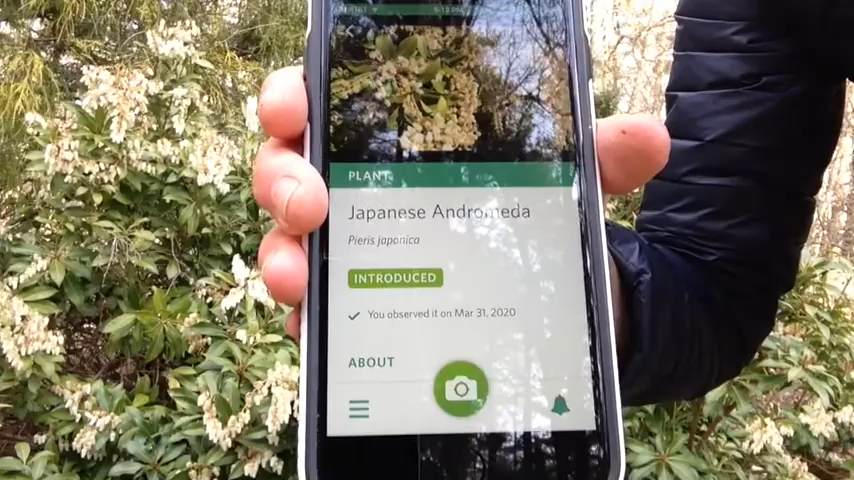 PLANT
Japanese Andromeda
Pieris japonica
INTRODUCED
You observed it on Mar 31, 2020
ABOUT